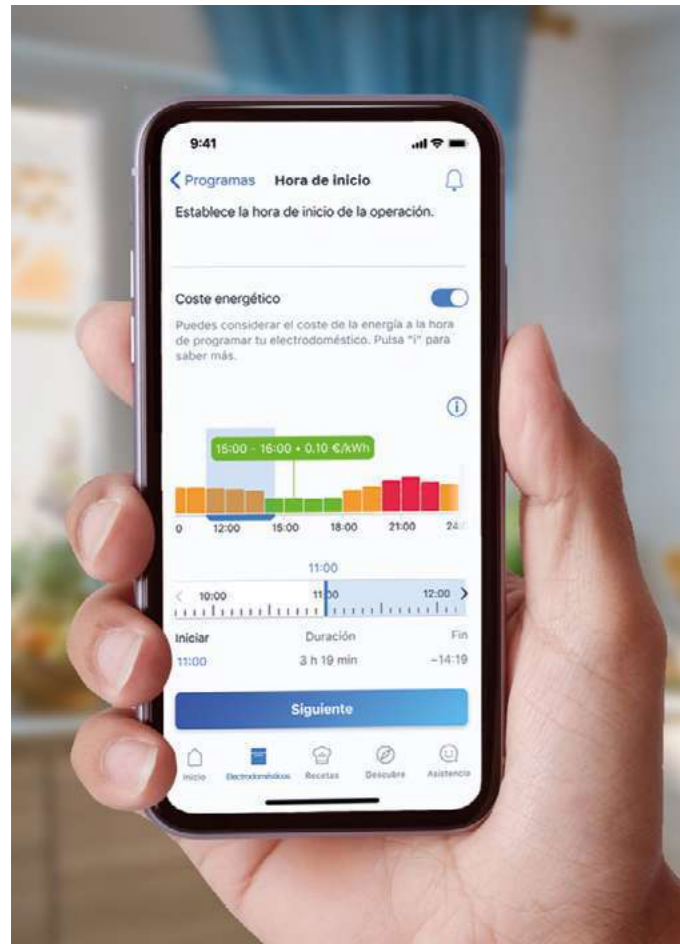 9:41
Programas Hora de inicio
Establece la hora de inicio de la operación.
Coste energético
Puedes considerar el coste de la energía a la hora
de programar tu electrodoméstico. Pulsa "i" para
saber más.
i
15:00 - 16:00 • 0.10 €/kWh
0 12:00 15:00 18:00 21:00 24:
11:00
10:00 11:00 12:00
Iniciar Duración Fin
11:00 3 h 19 min ~14:19
Siguiente
Inicio Electrodomésticos Recetas Descubre Asistencia